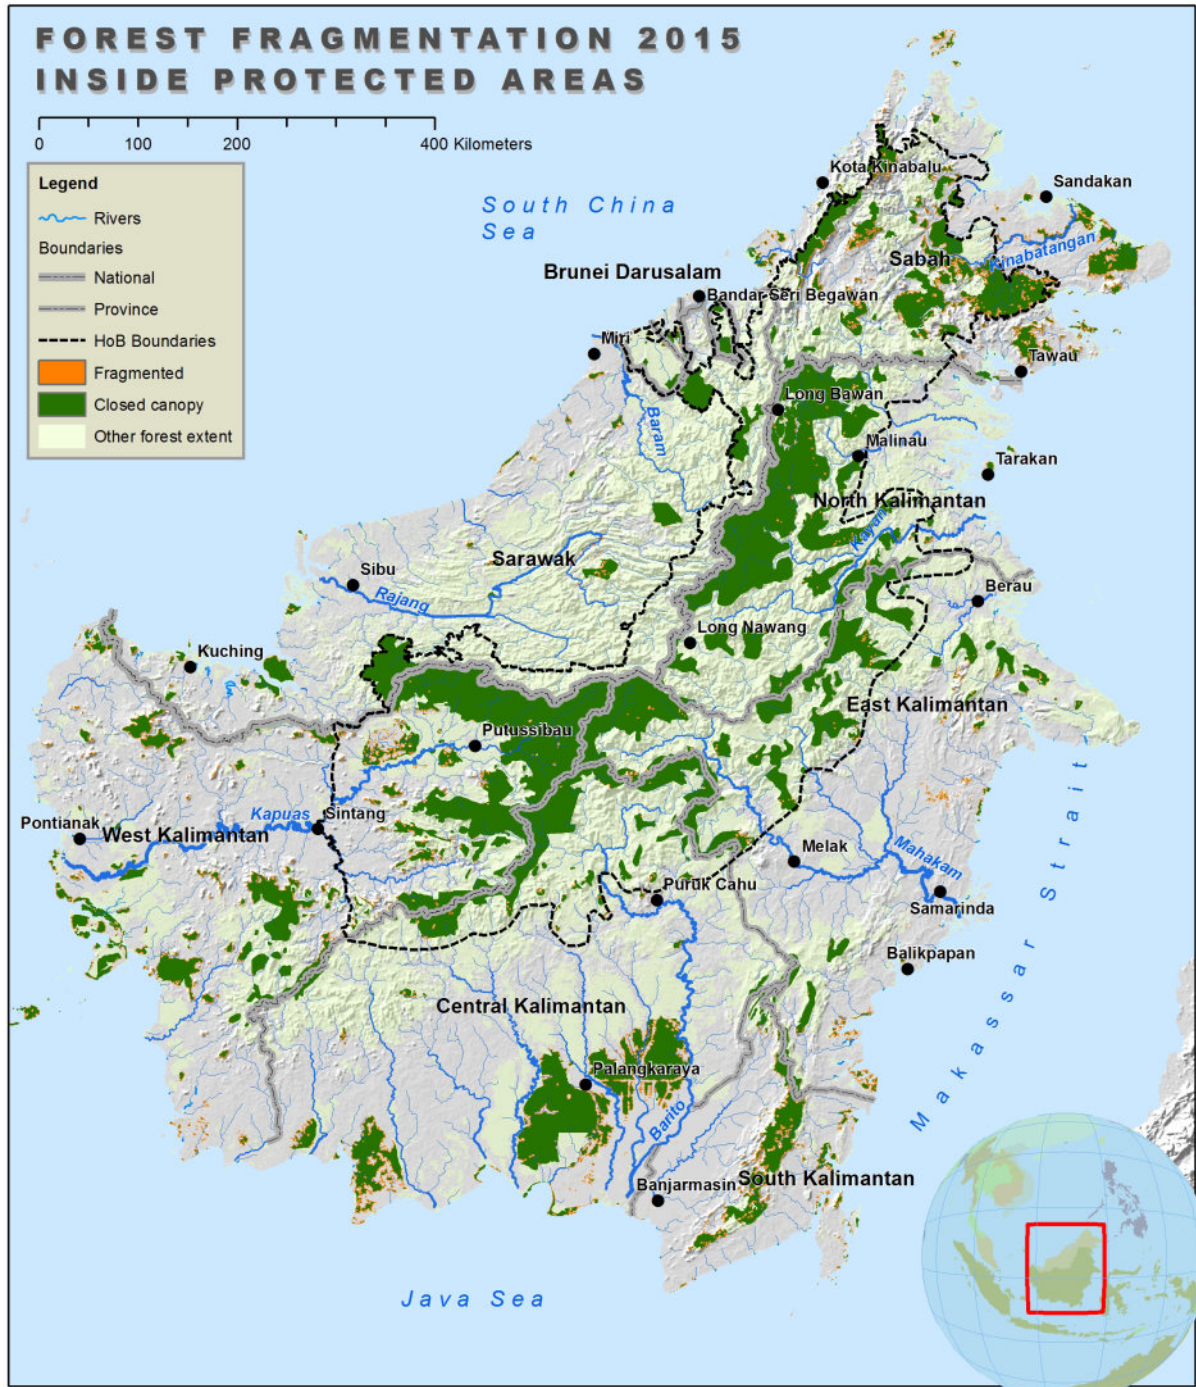 FOREST FRAGMENTATION 2015
INSIDE PROTECTED AREAS
0 100 200 400 Kilometers
Legend
Rivers
Boundaries
National
Province
HoB Boundaries
Fragmented
Closed canopy
Other forest extent
South China
Sea
Kota Kinabalu
Sandakan
Kinabatangan
Sabah
Brunei Darusalam
Bandar Seri Begawan
Miri
Tawau
Long Bawan
Baram
Malinau
Tarakan
North Kalimantan
Kayan
Sarawak
Sibu
Rajang
Berau
Long Nawang
Kuching
East Kalimantan
Putussibau
Kapuas
Sintang
Pontianak
West Kalimantan
Melak
Mahakam
Puruk Cahu
Samarinda
Balikpapan
Makassar Strait
Central Kalimantan
Palangkaraya
Barito
Banjarmasin
South Kalimantan
Java Sea